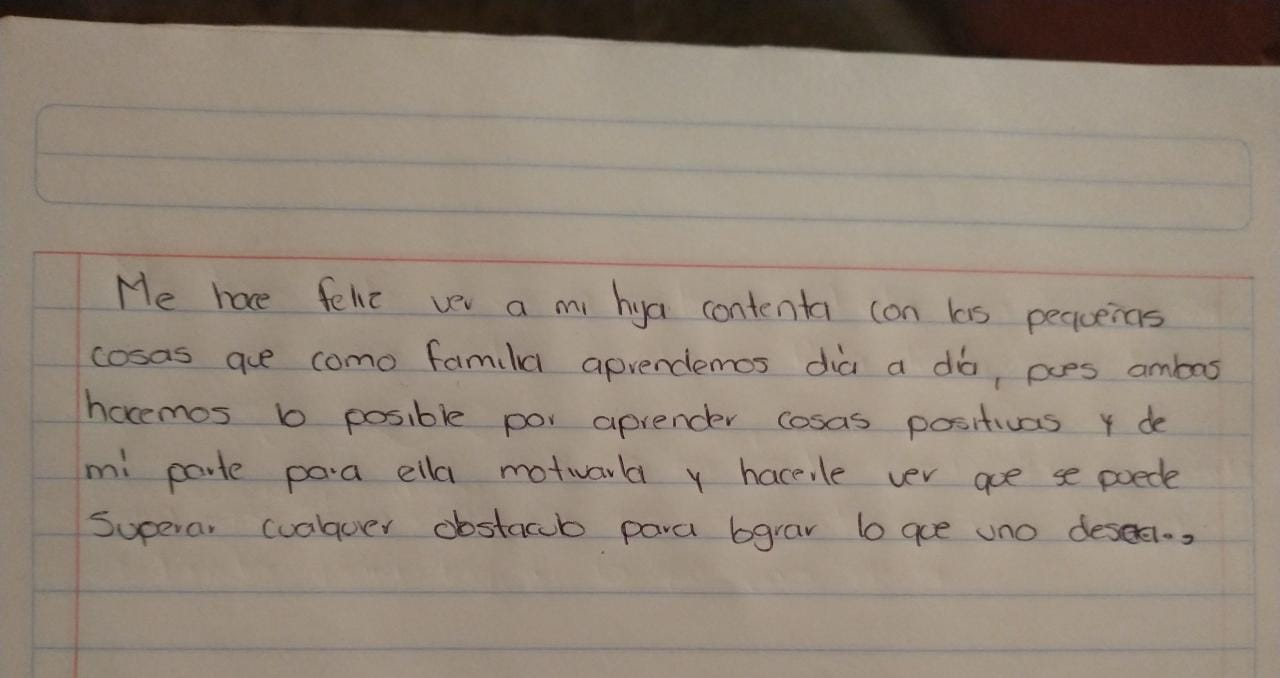 Me hace feliz ver a mi hija contenta con las pequeñas
cosas que como familia aprendemos día a día, pues ambas
hacemos lo posible por aprender cosas positivas y de
mi parte para ella motivarla y hacerle ver que se puede
Superar cualquier obstaculo para lograr lo que uno desea..,